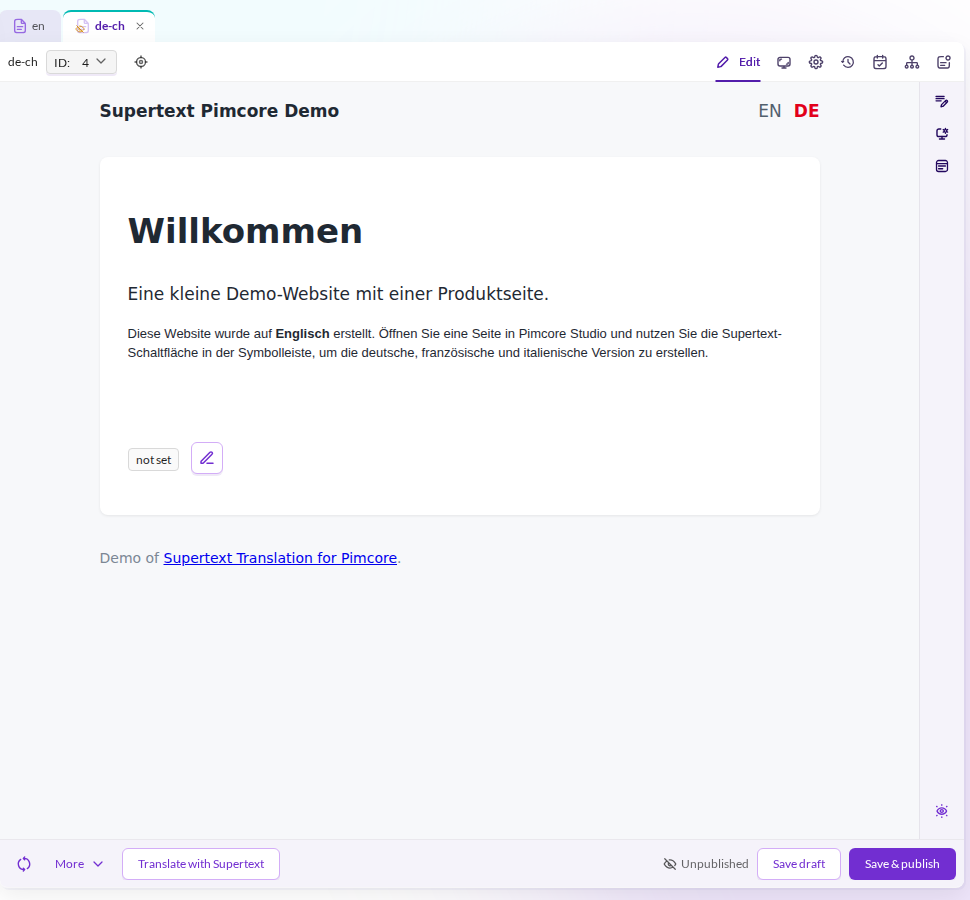 en
de-ch
de-ch
ID: 4
Edit
Supertext Pimcore Demo
EN DE
Willkommen
Eine kleine Demo-Website mit einer Produktseite.
Diese Website wurde auf Englisch erstellt. Öffnen Sie eine Seite in Pimcore Studio und nutzen Sie die Supertext-
Schaltfläche in der Symbolleiste, um die deutsche, französische und italienische Version zu erstellen.
not set
Demo of Supertext Translation for Pimcore.
More
Translate with Supertext
Unpublished
Save draft
Save & publish